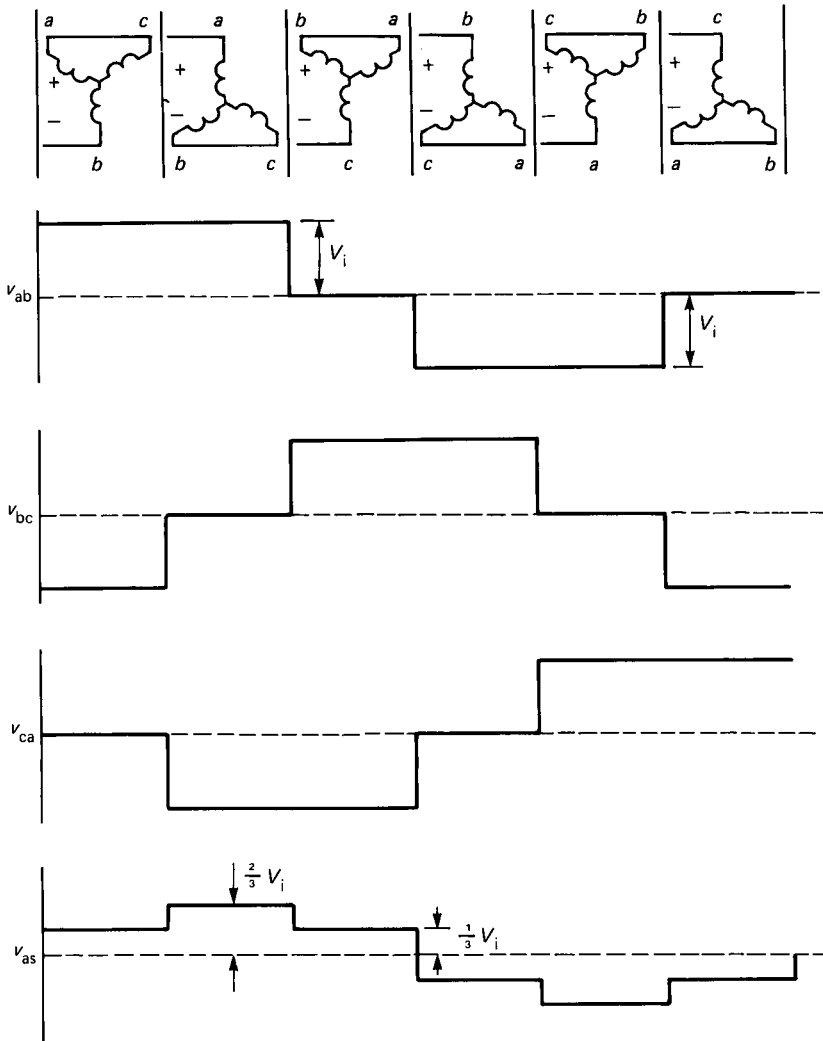 a c a b a b c b c
+ + + + + +
− − − − − −
b b c c c a a a b
V_i
v_ab
V_i
v_bc
v_ca
2/3 V_i
1/3 V_i
v_as